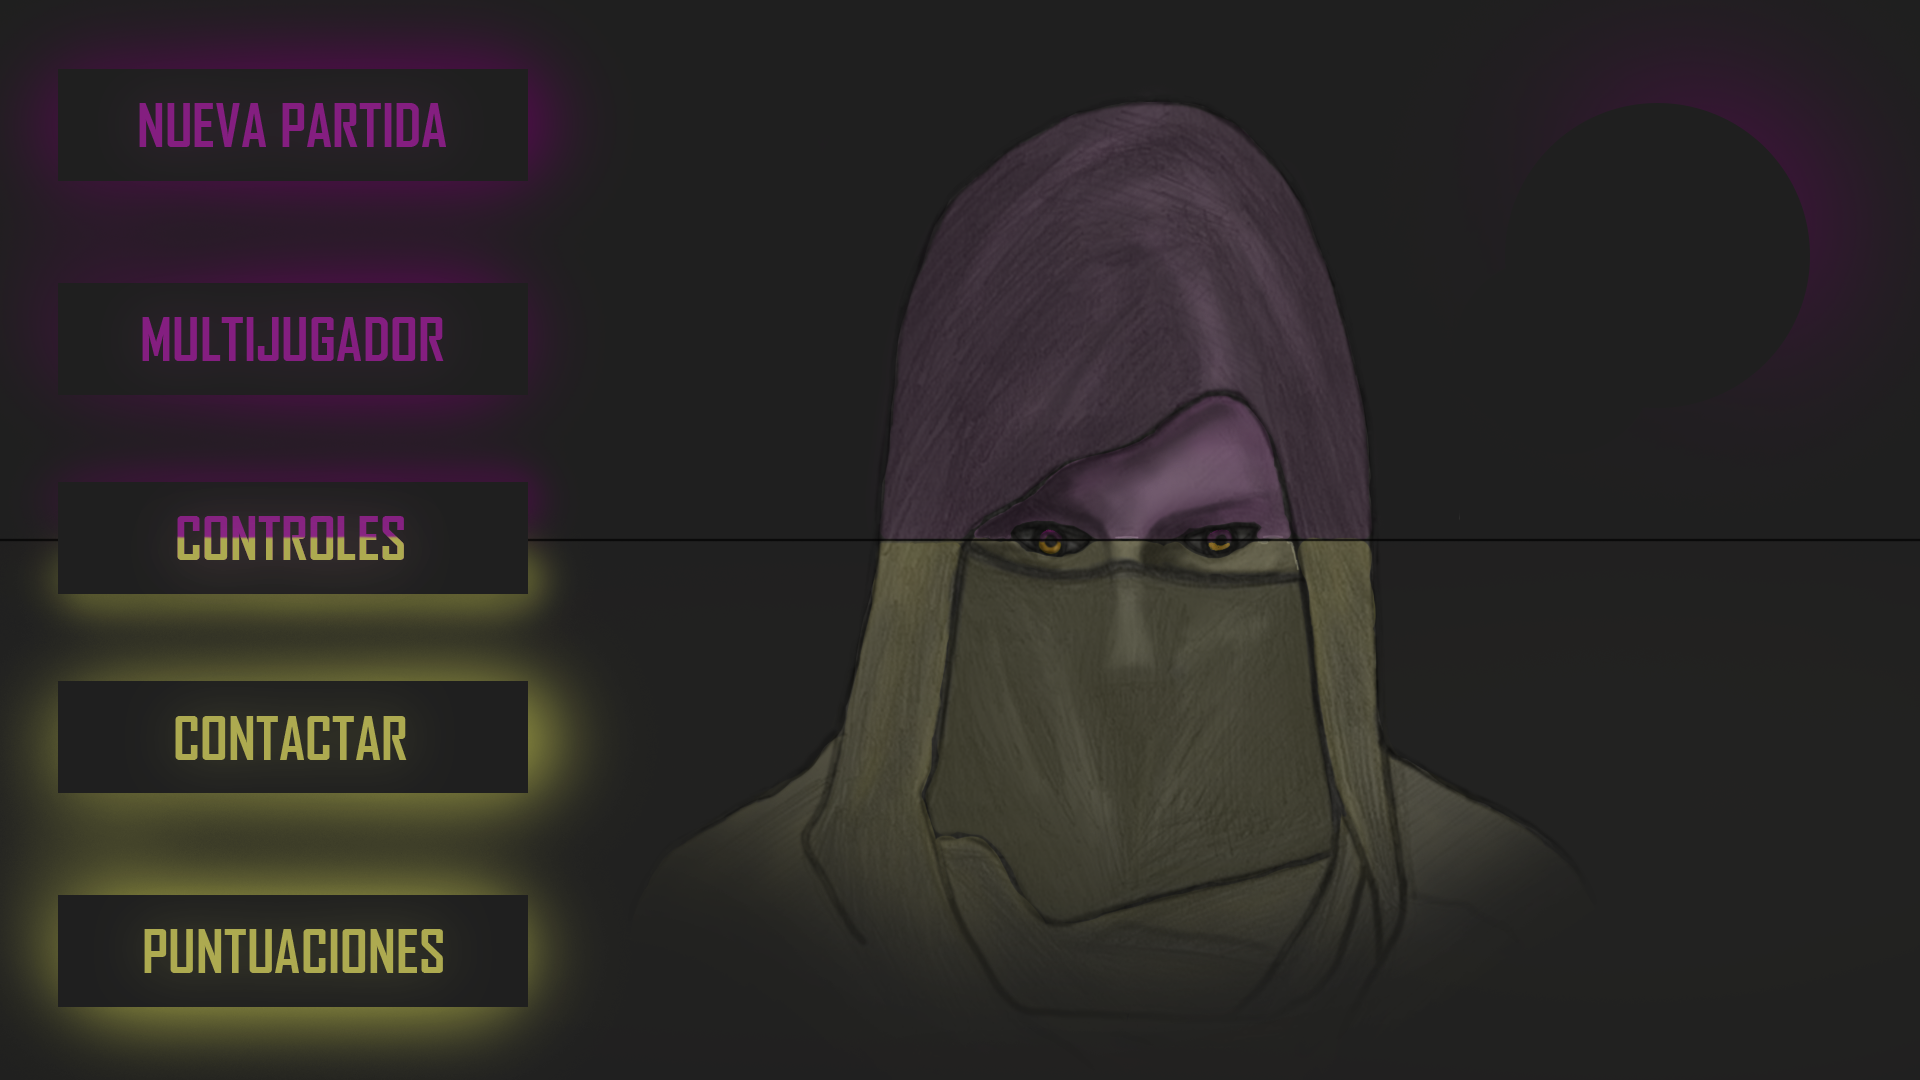 NUEVA PARTIDA
MULTIJUGADOR
CONTROLES
CONTACTAR
PUNTUACIONES